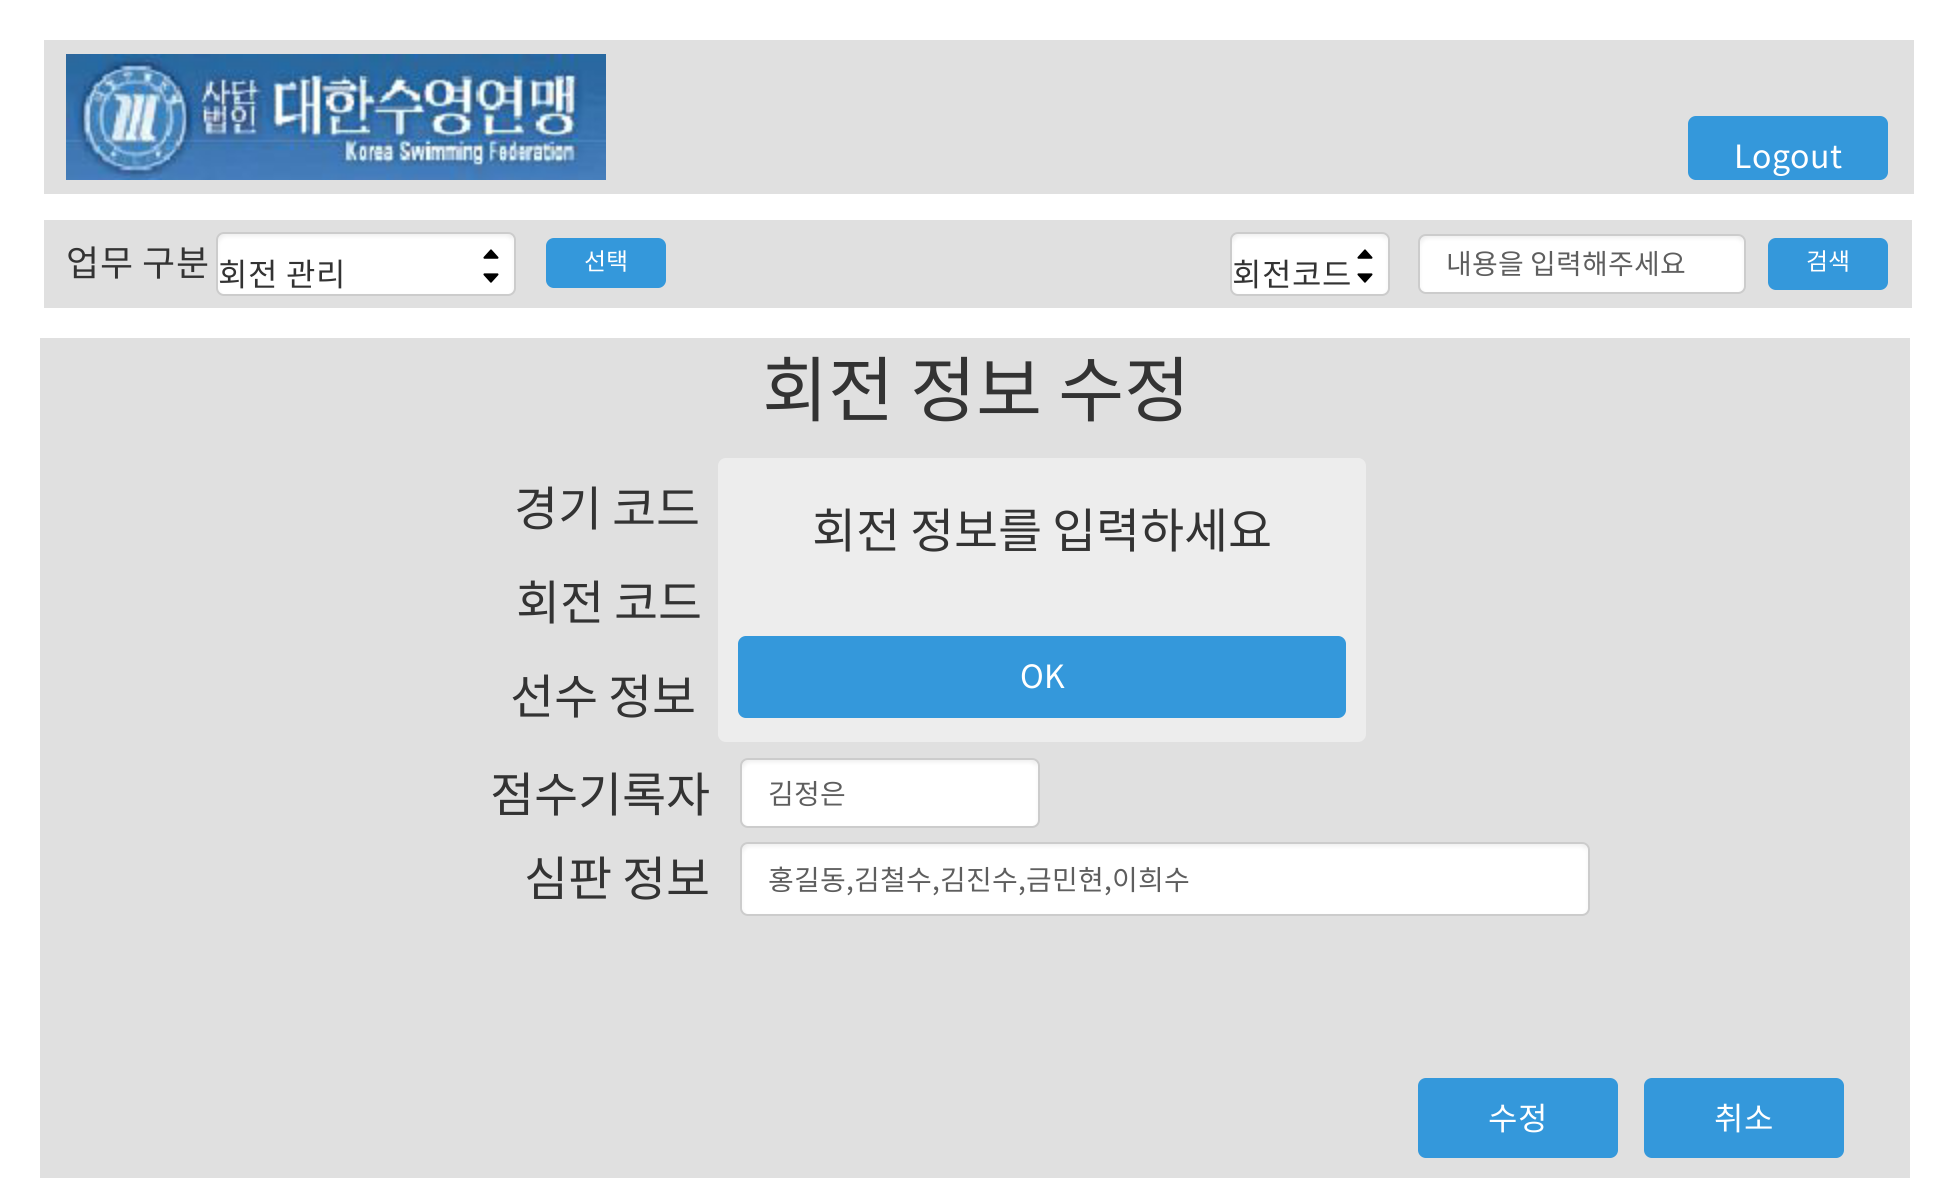 사단법인 대한수영연맹
Korea Swimming Federation
Logout
업무 구분 회전 관리 선택 회전코드 내용을 입력해주세요 검색
회전 정보 수정
경기 코드
회전 정보를 입력하세요
회전 코드
OK
선수 정보
점수기록자 김정은
심판 정보 홍길동,김철수,김진수,금민현,이희수
수정 취소